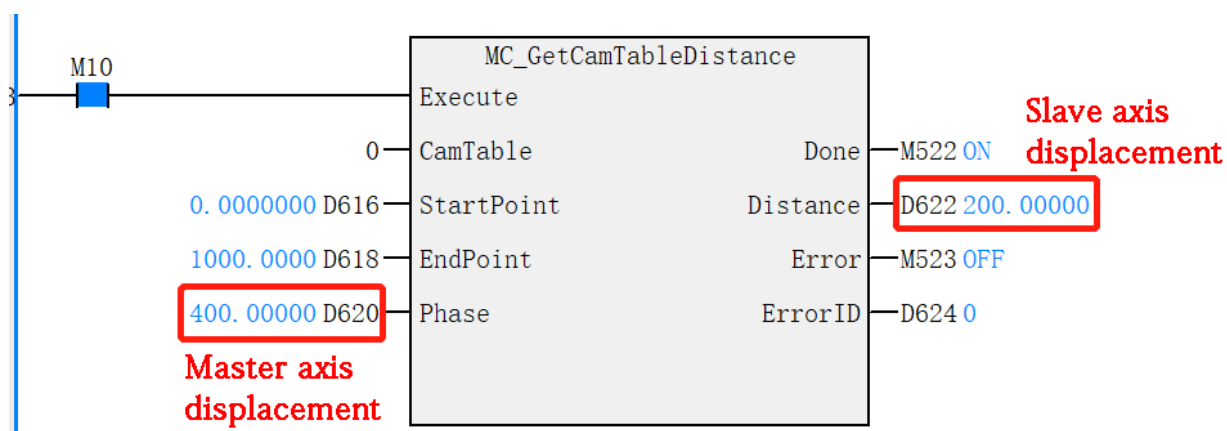 MC_GetCamTableDistance
M10
Execute
Slave axis
displacement
0 CamTable Done M522 ON
0.0000000 D616 StartPoint Distance D622 200.00000
1000.0000 D618 EndPoint Error M523 OFF
400.00000 D620 Phase ErrorID D624 0
Master axis
displacement